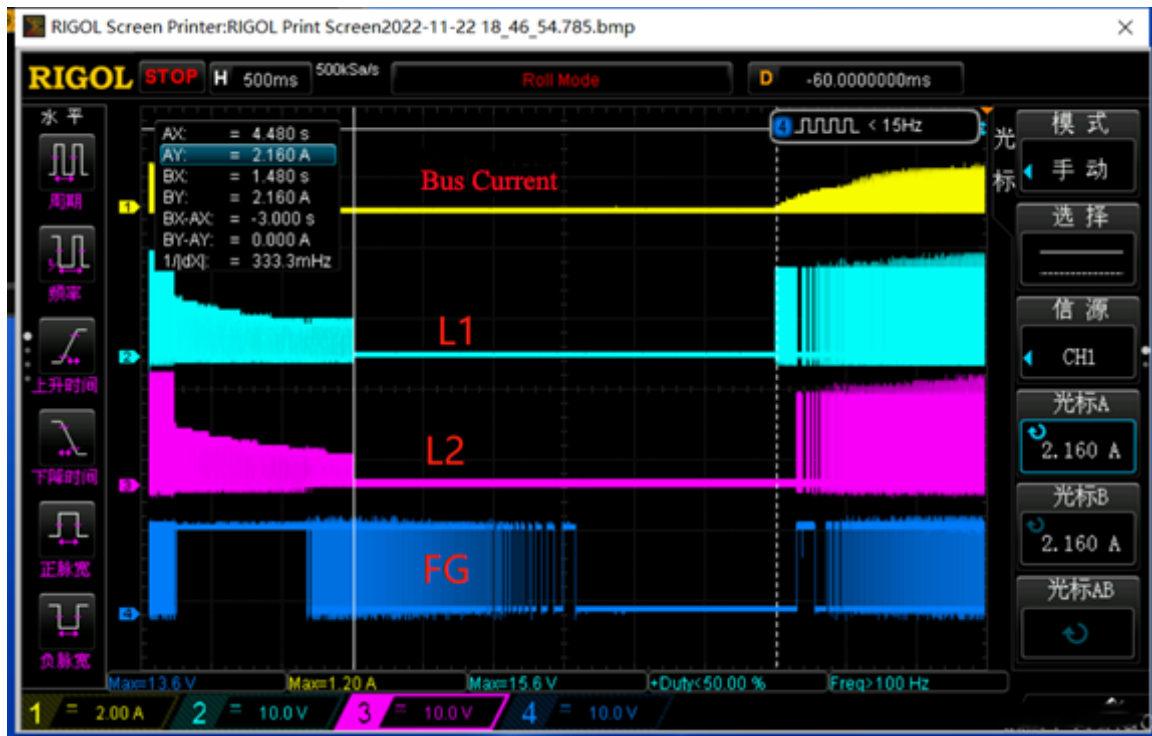 RIGOL Screen Printer:RIGOL Print Screen2022-11-22 18_46_54.785.bmp
RIGOL STOP H 500ms 500kSa/s Roll Mode D -60.0000000ms
水平
周期
频率
上升时间
下降时间
正脉宽
负脉宽
AX: = 4.480 s
AY: = 2.160 A
BX: = 1.480 s
BY: = 2.160 A
BX-AX: = -3.000 s
BY-AY: = 0.000 A
1/|dX|: = 333.3mHz
4 < 15Hz
Bus Current
L1
L2
FG
1
2
3
4
光标
模式
手动
选择
信源
CH1
光标A
2.160 A
光标B
2.160 A
光标AB
Max=13.6 V Max=1.20 A Max=15.6 V +Duty<50.00 % Freq>100 Hz
1 = 2.00 A 2 = 10.0 V 3 = 10.0 V 4 = 10.0 V